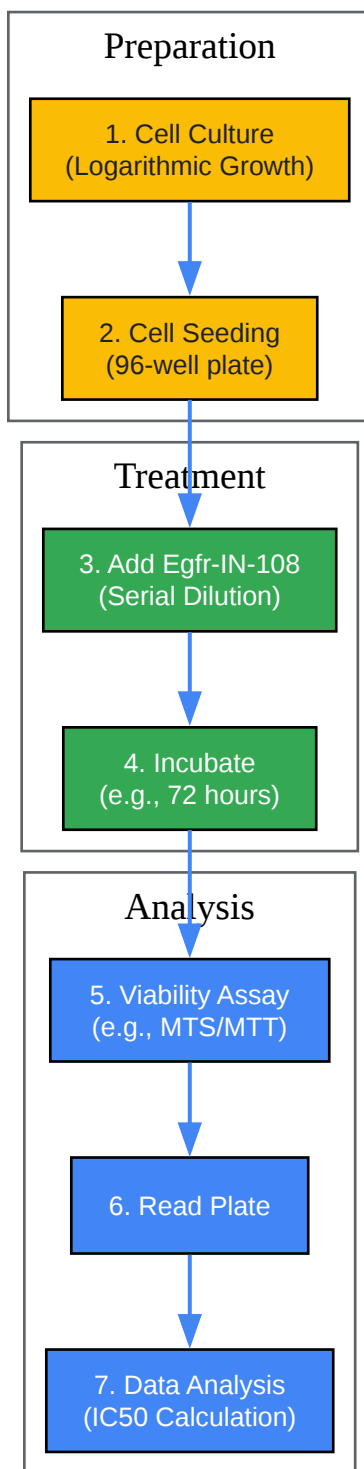 Preparation
1. Cell Culture
(Logarithmic Growth)
2. Cell Seeding
(96-well plate)
Treatment
3. Add Egfr-IN-108
(Serial Dilution)
4. Incubate
(e.g., 72 hours)
Analysis
5. Viability Assay
(e.g., MTS/MTT)
6. Read Plate
7. Data Analysis
(IC50 Calculation)